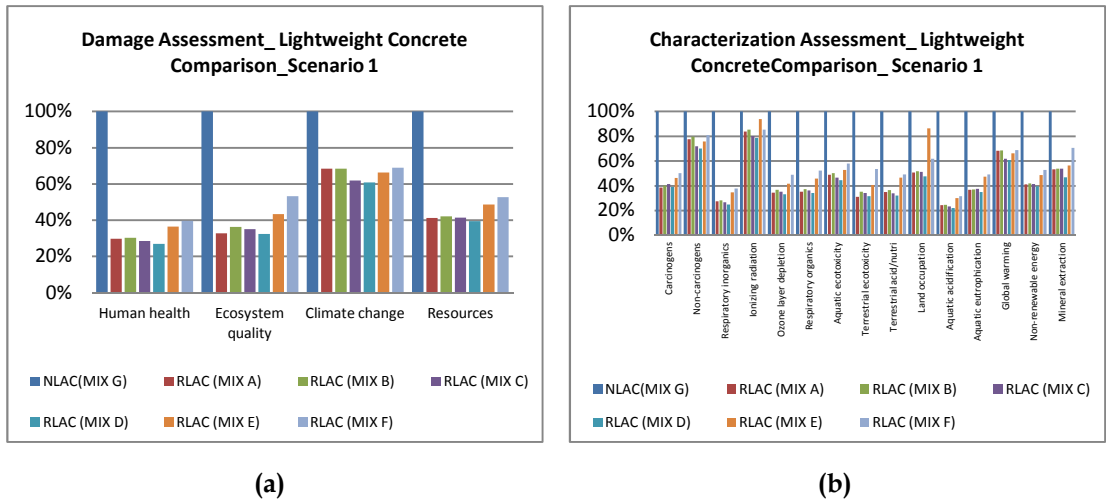 Damage Assessment_ Lightweight Concrete
Comparison_Scenario 1
100%
80%
60%
40%
20%
0%
Human health
Ecosystem
quality
Climate change
Resources
NLAC(MIX G)
RLAC (MIX A)
RLAC (MIX B)
RLAC (MIX C)
RLAC (MIX D)
RLAC (MIX E)
RLAC (MIX F)
(a)
Characterization Assessment_ Lightweight
ConcreteComparison_ Scenario 1
100%
80%
60%
40%
20%
0%
Carcinogens
Non-carcinogens
Respiratory inorganics
Ionizing radiation
Ozone layer depletion
Respiratory organics
Aquatic ecotoxicity
Terrestrial ecotoxicity
Terrestrial acid/nutri
Land occupation
Aquatic acidification
Aquatic eutrophication
Global warming
Non-renewable energy
Mineral extraction
NLAC(MIX G)
RLAC (MIX A)
RLAC (MIX B)
RLAC (MIX C)
RLAC (MIX D)
RLAC (MIX E)
RLAC (MIX F)
(b)